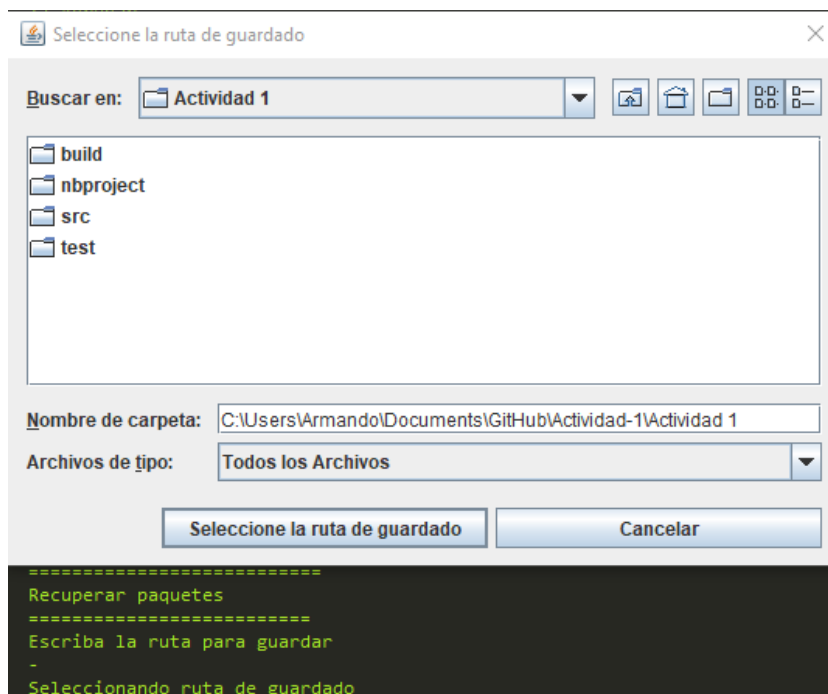 Seleccione la ruta de guardado
Buscar en: Actividad 1
build
nbproject
src
test
Nombre de carpeta: C:\Users\Armando\Documents\GitHub\Actividad-1\Actividad 1
Archivos de tipo: Todos los Archivos
Seleccione la ruta de guardado Cancelar
===========================
Recuperar paquetes
==========================
Escriba la ruta para guardar
-
Seleccionando ruta de guardado